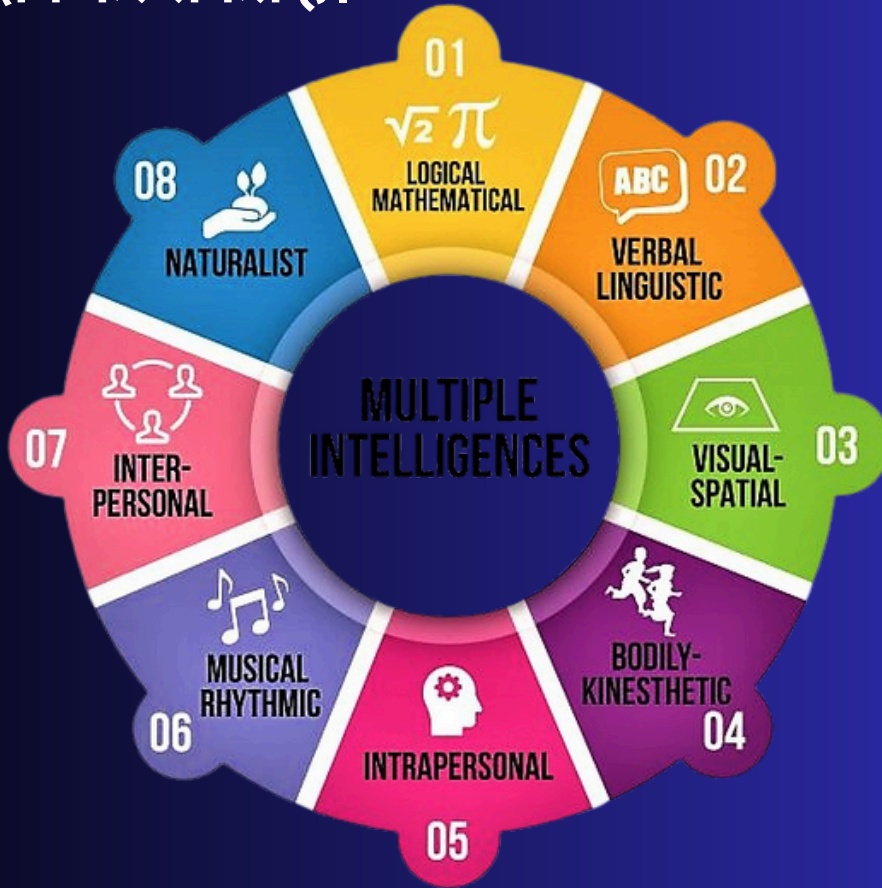 01
√2 π
LOGICAL
MATHEMATICAL
ABC
02
VERBAL
LINGUISTIC
03
VISUAL-
SPATIAL
BODILY-
KINESTHETIC
04
INTRAPERSONAL
05
MUSICAL
RHYTHMIC
06
07
INTER-
PERSONAL
08
NATURALIST
MULTIPLE
INTELLIGENCES